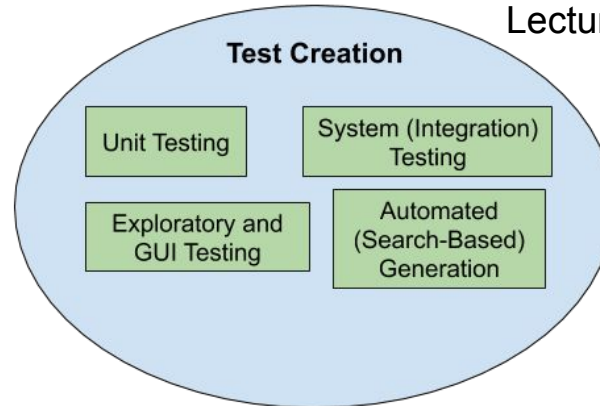 Lectur
Test Creation
Unit Testing
System (Integration)
Testing
Exploratory and
GUI Testing
Automated
(Search-Based)
Generation